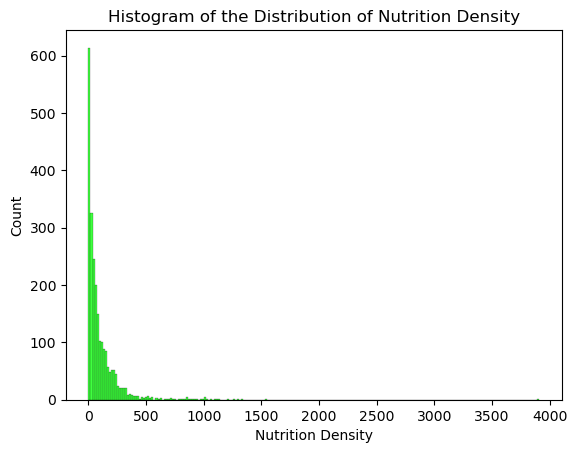 Histogram of the Distribution of Nutrition Density
600
500
400
300
200
100
0
Count
0 500 1000 1500 2000 2500 3000 3500 4000
Nutrition Density